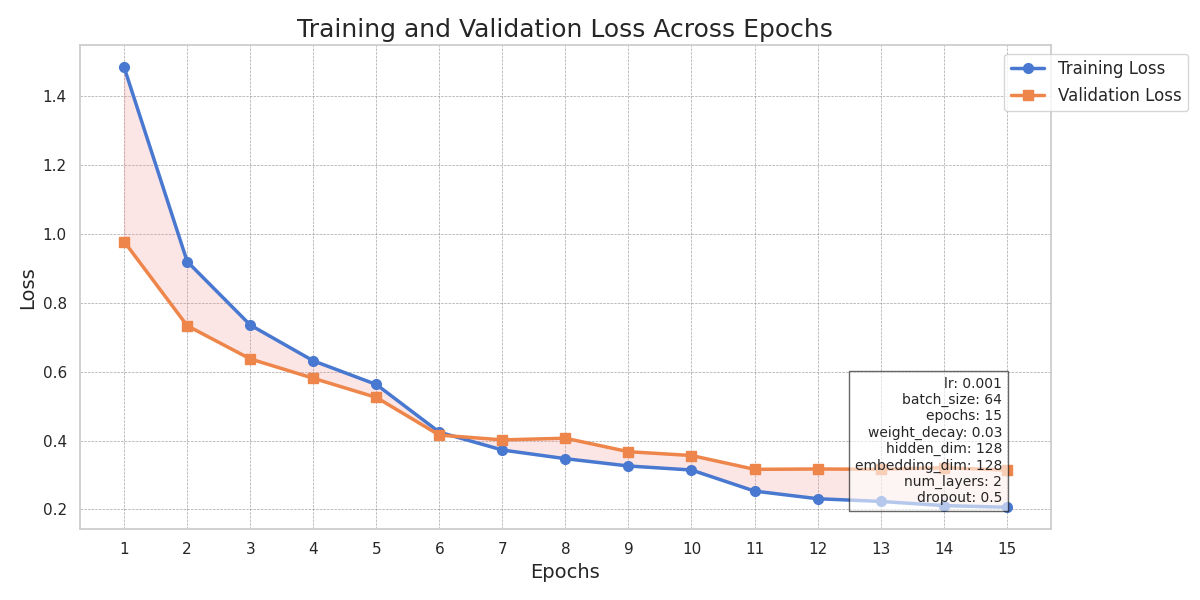 Training and Validation Loss Across Epochs
Training Loss
Validation Loss
Loss
1.4
1.2
1.0
0.8
0.6
0.4
0.2
lr: 0.001
batch_size: 64
epochs: 15
weight_decay: 0.03
hidden_dim: 128
embedding_dim: 128
num_layers: 2
dropout: 0.5
1 2 3 4 5 6 7 8 9 10 11 12 13 14 15
Epochs